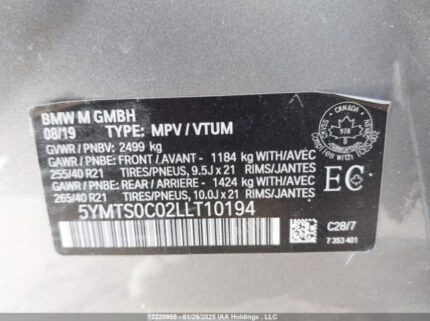 BMW M GMBH
08/19 TYPE: MPV / VTUM
GVWR / PNBV: 2499 kg
GAWR / PNBE: FRONT / AVANT - 1184 kg WITH/AVEC
255/40 R21 TIRES/PNEUS, 9.5J x 21 RIMS/JANTES
GAWR / PNBE: REAR / ARRIERE - 1424 kg WITH/AVEC
265/40 R21 TIRES/PNEUS, 10.0J x 21 RIMS/JANTES
5YMTS0C02LLT10194
CANADA
978
EC
C28/7
7 353 401
12220955 - 01/29/2025 IAA Holdings , LLC